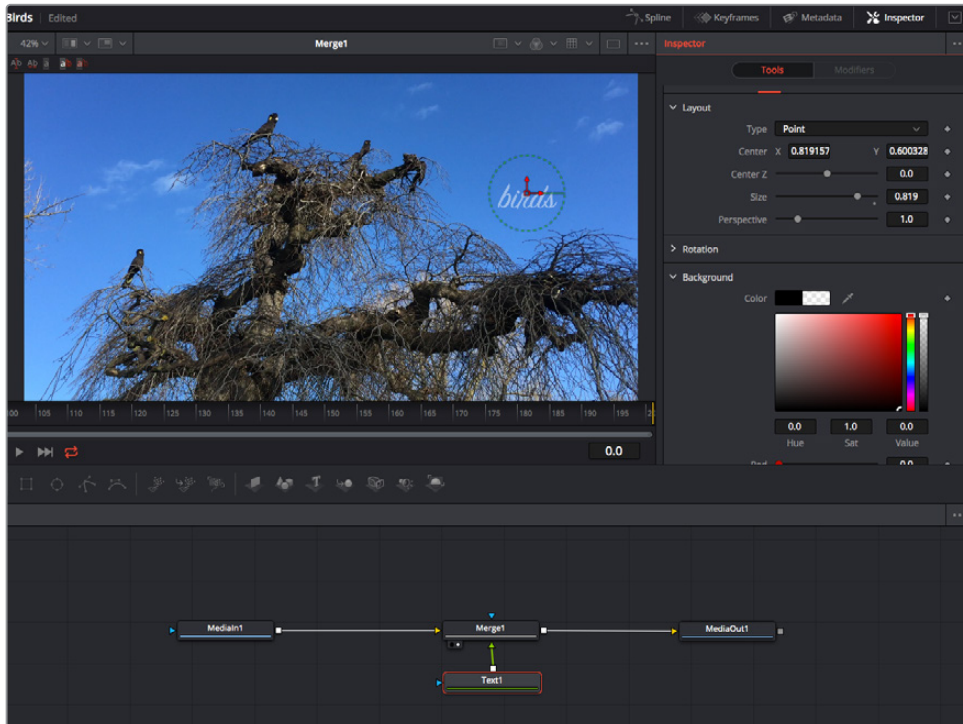 Birds Edited Spline Keyframes Metadata Inspector
42% Merge1 Inspector
Tools Modifiers
Layout
Type Point
Center X 0.819157 Y 0.600328
Center Z 0.0
Size 0.819
Perspective 1.0
birds
Rotation
Background
Color
100 105 110 115 120 125 130 135 140 145 150 155 160 165 170 175 180 185 190 195
0.0 1.0 0.0
Hue Sat Value
0.0
Red 0.0
MediaIn1 Merge1 MediaOut1
Text1